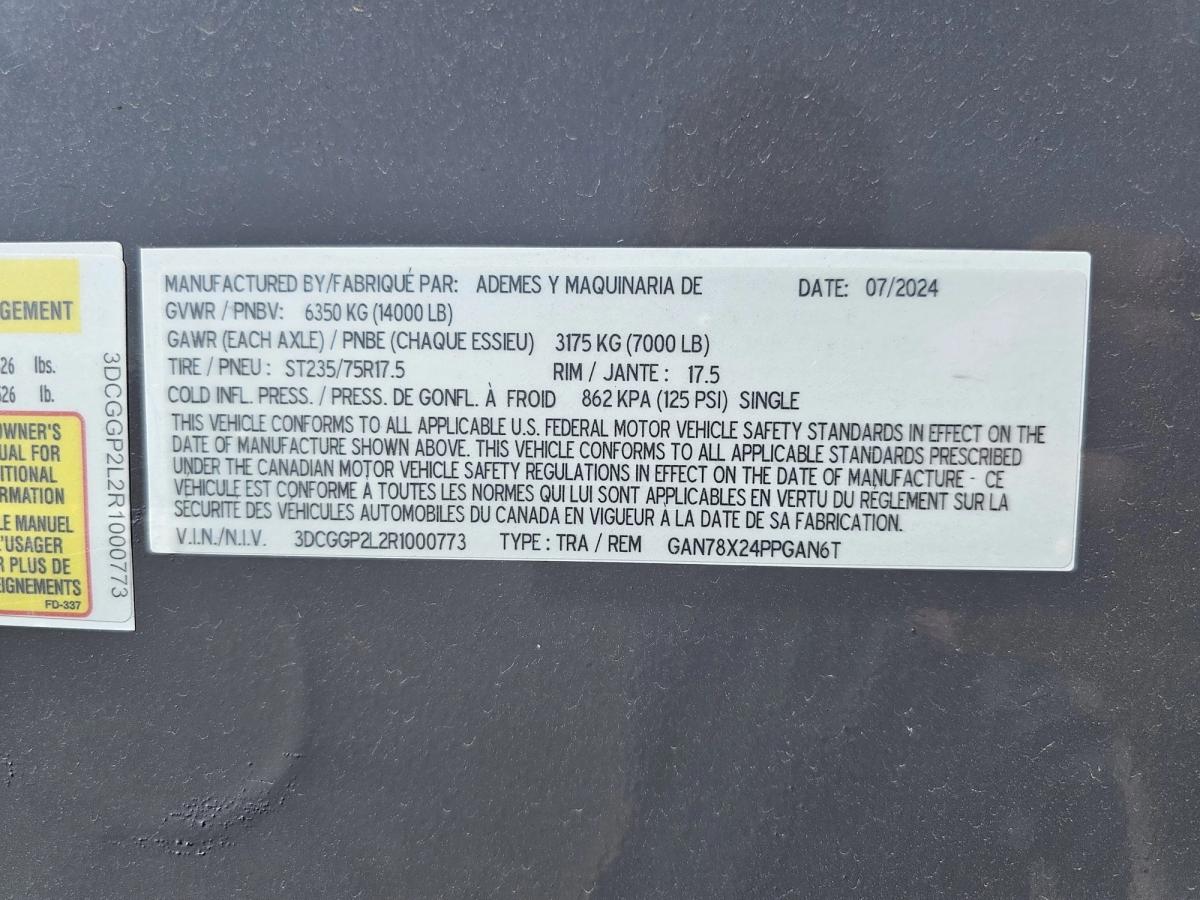 GEMENT
26 lbs.
626 lb.
OWNER'S
UAL FOR
DITIONAL
ORMATION
LE MANUEL
L'USAGER
R PLUS DE
EIGNEMENTS
FD-337
3DCGGP2L2R1000773
MANUFACTURED BY/FABRIQUÉ PAR: ADEMES Y MAQUINARIA DE DATE: 07/2024
GVWR / PNBV: 6350 KG (14000 LB)
GAWR (EACH AXLE) / PNBE (CHAQUE ESSIEU) 3175 KG (7000 LB)
TIRE / PNEU : ST235/75R17.5 RIM / JANTE : 17.5
COLD INFL. PRESS. / PRESS. DE GONFL. À FROID 862 KPA (125 PSI) SINGLE
THIS VEHICLE CONFORMS TO ALL APPLICABLE U.S. FEDERAL MOTOR VEHICLE SAFETY STANDARDS IN EFFECT ON THE
DATE OF MANUFACTURE SHOWN ABOVE. THIS VEHICLE CONFORMS TO ALL APPLICABLE STANDARDS PRESCRIBED
UNDER THE CANADIAN MOTOR VEHICLE SAFETY REGULATIONS IN EFFECT ON THE DATE OF MANUFACTURE - CE
VEHICULE EST CONFORME À TOUTES LES NORMES QUI LUI SONT APPLICABLES EN VERTU DU RÈGLEMENT SUR LA
SECURITE DES VEHICULES AUTOMOBILES DU CANADA EN VIGUEUR À LA DATE DE SA FABRICATION.
V.I.N./N.I.V. 3DCGGP2L2R1000773 TYPE : TRA / REM GAN78X24PPGAN6T